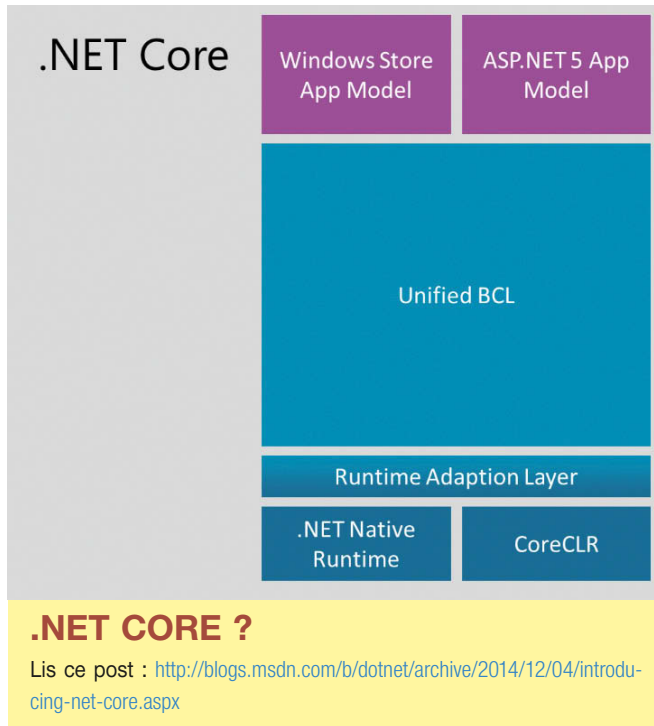 .NET Core
Windows Store
App Model
ASP.NET 5 App
Model
Unified BCL
Runtime Adaption Layer
.NET Native
Runtime
CoreCLR
.NET CORE ?
Lis ce post : http://blogs.msdn.com/b/dotnet/archive/2014/12/04/introdu-
cing-net-core.aspx